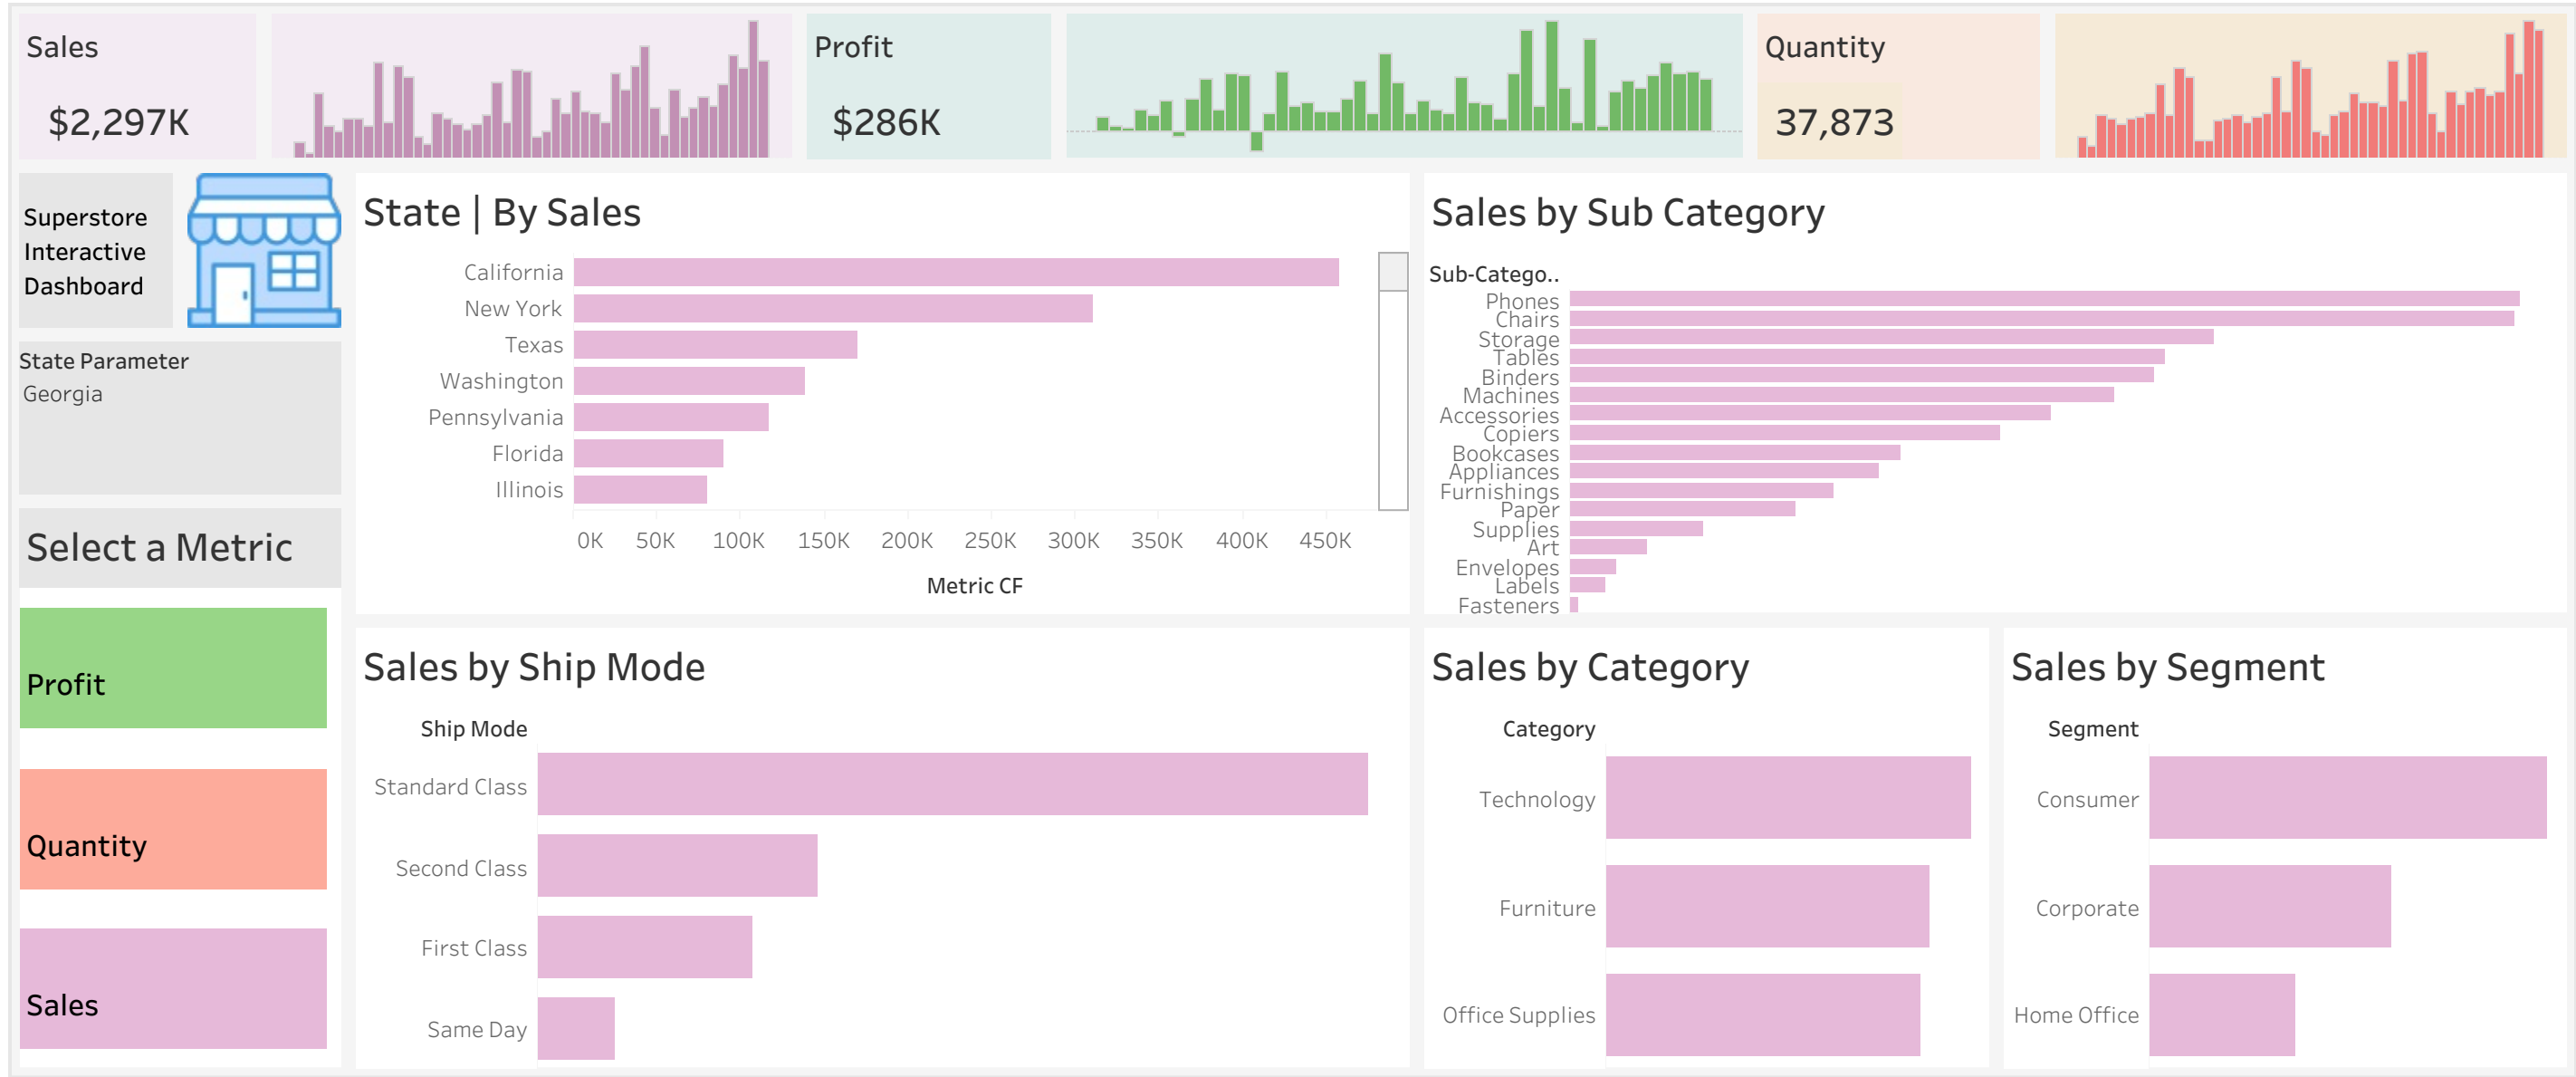 Sales
$2,297K
Profit
$286K
Quantity
37,873
Superstore
Interactive
Dashboard
State Parameter
Georgia
Select a Metric
Profit
Quantity
Sales
State | By Sales
California
New York
Texas
Washington
Pennsylvania
Florida
Illinois
0K 50K 100K 150K 200K 250K 300K 350K 400K 450K
Metric CF
Sales by Sub Category
Sub-Catego..
Phones
Chairs
Storage
Tables
Binders
Machines
Accessories
Copiers
Bookcases
Appliances
Furnishings
Paper
Supplies
Art
Envelopes
Labels
Fasteners
Sales by Ship Mode
Ship Mode
Standard Class
Second Class
First Class
Same Day
Sales by Category
Category
Technology
Furniture
Office Supplies
Sales by Segment
Segment
Consumer
Corporate
Home Office